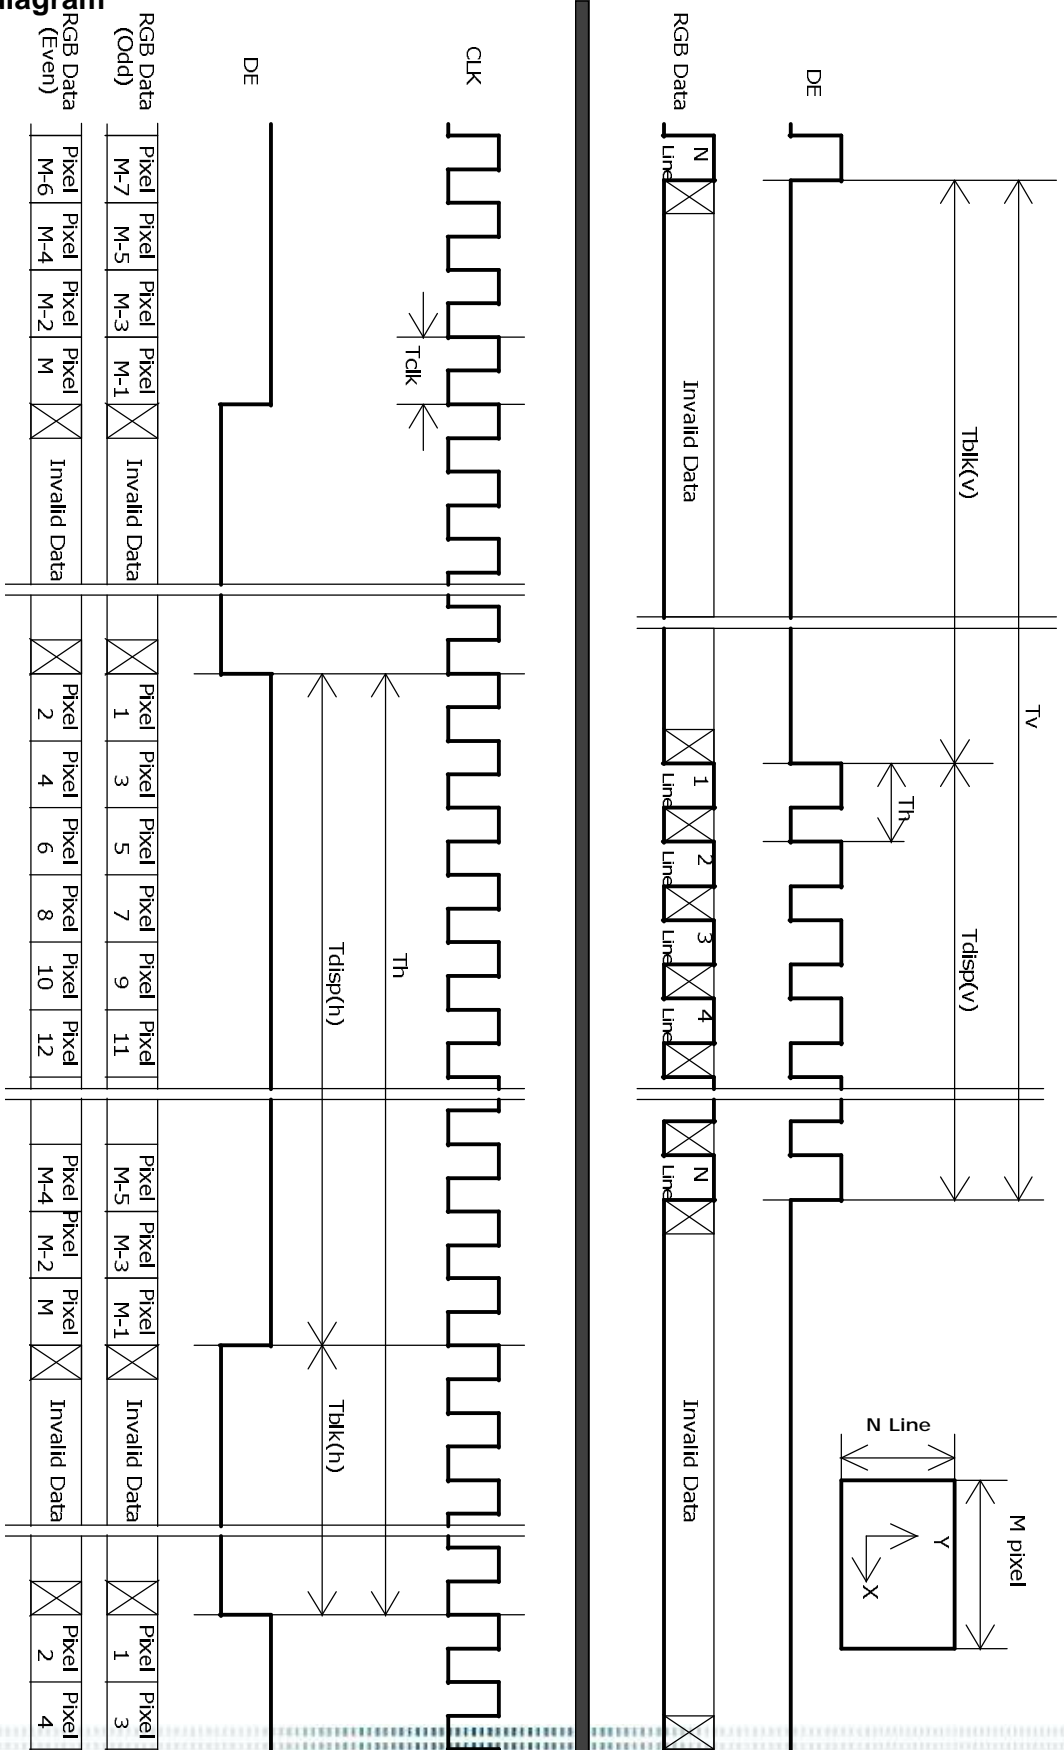 diagram
Tv
M pixel
Tblk(v)
Tdisp(v)
Y
N Line
Th
X
DE
RGB Data
N Line
Invalid Data
1 Line
2 Line
3 Line
4 Line
N Line
Invalid Data
CLK
Tclk
Th
Tdisp(h)
Tblk(h)
DE
RGB Data
(Odd)
Pixel M-7
Pixel M-5
Pixel M-3
Pixel M-1
Invalid Data
Pixel 1
Pixel 3
Pixel 5
Pixel 7
Pixel 9
Pixel 11
Pixel M-5
Pixel M-3
Pixel M-1
Invalid Data
Pixel 1
Pixel 3
RGB Data
(Even)
Pixel M-6
Pixel M-4
Pixel M-2
Pixel M
Invalid Data
Pixel 2
Pixel 4
Pixel 6
Pixel 8
Pixel 10
Pixel 12
Pixel M-4
Pixel M-2
Pixel M
Invalid Data
Pixel 2
Pixel 4